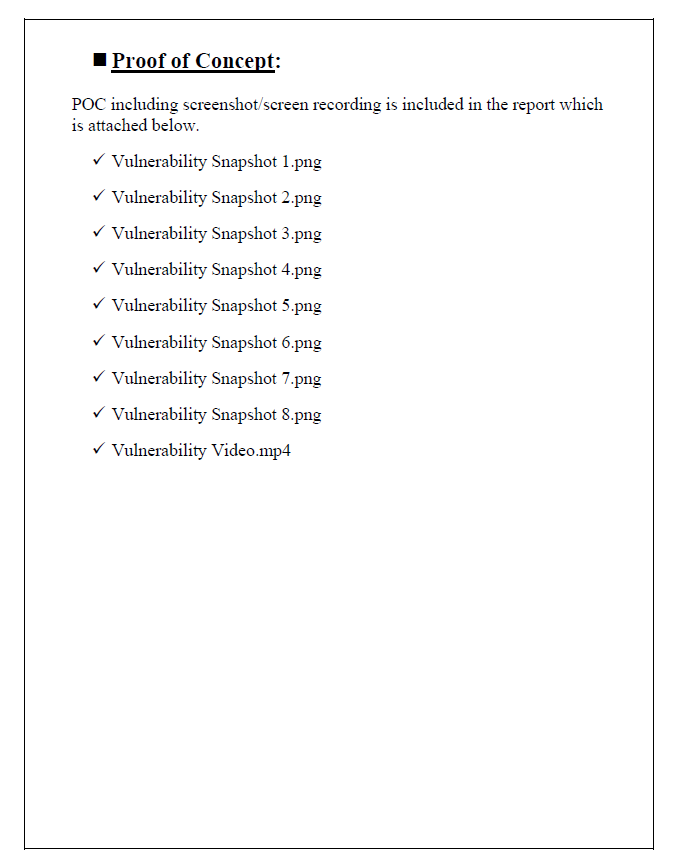 ■ Proof of Concept:
POC including screenshot/screen recording is included in the report which
is attached below.
✓ Vulnerability Snapshot 1.png
✓ Vulnerability Snapshot 2.png
✓ Vulnerability Snapshot 3.png
✓ Vulnerability Snapshot 4.png
✓ Vulnerability Snapshot 5.png
✓ Vulnerability Snapshot 6.png
✓ Vulnerability Snapshot 7.png
✓ Vulnerability Snapshot 8.png
✓ Vulnerability Video.mp4